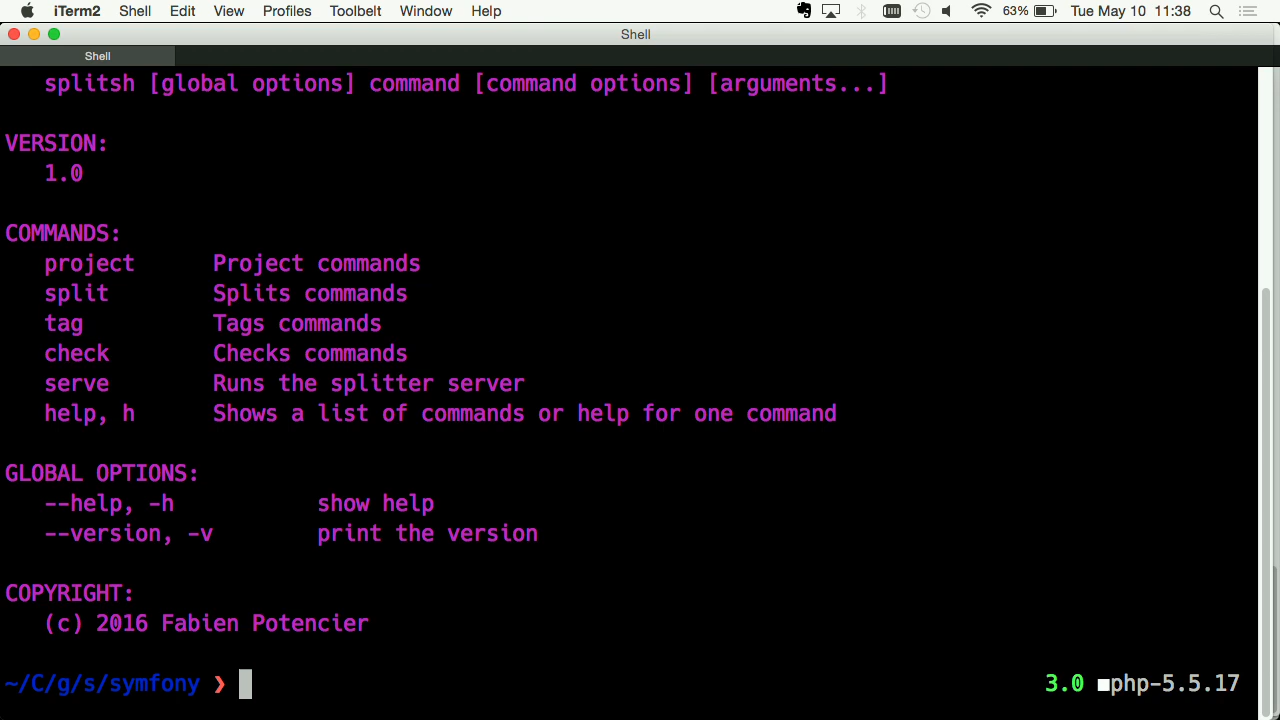 iTerm2 Shell Edit View Profiles Toolbelt Window Help 63% Tue May 10 11:38
Shell
Shell
splitsh [global options] command [command options] [arguments...]
VERSION:
1.0
COMMANDS:
project Project commands
split Splits commands
tag Tags commands
check Checks commands
serve Runs the splitter server
help, h Shows a list of commands or help for one command
GLOBAL OPTIONS:
--help, -h show help
--version, -v print the version
COPYRIGHT:
(c) 2016 Fabien Potencier
~/C/g/s/symfony ❯ 3.0 ■php-5.5.17